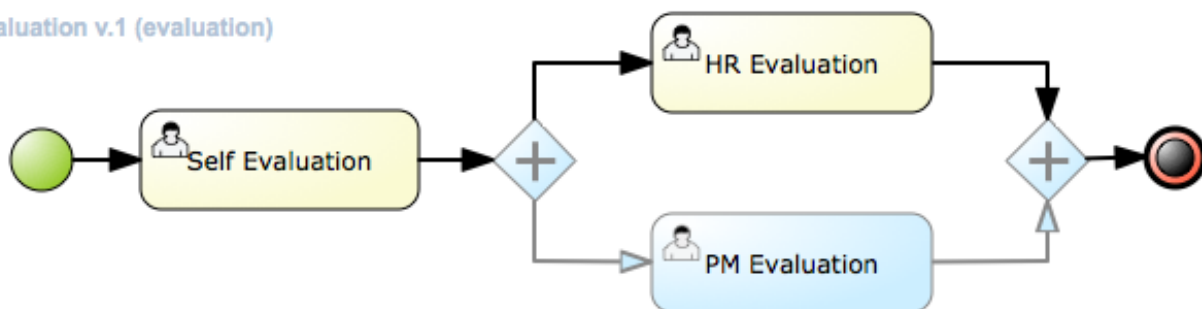 aluation v.1 (evaluation)
HR Evaluation
Self Evaluation
PM Evaluation